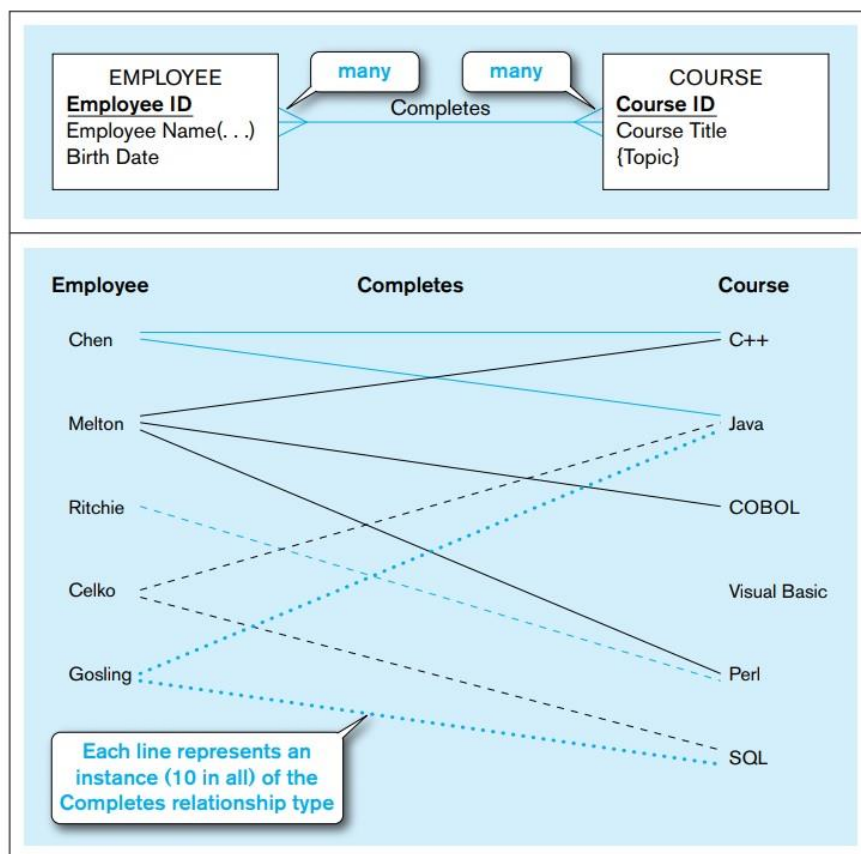 EMPLOYEE
Employee ID
Employee Name(. . .)
Birth Date
many
Completes
many
COURSE
Course ID
Course Title
{Topic}
Employee Completes Course
Chen C++
Melton Java
Ritchie COBOL
Celko Visual Basic
Gosling Perl
SQL
Each line represents an
instance (10 in all) of the
Completes relationship type